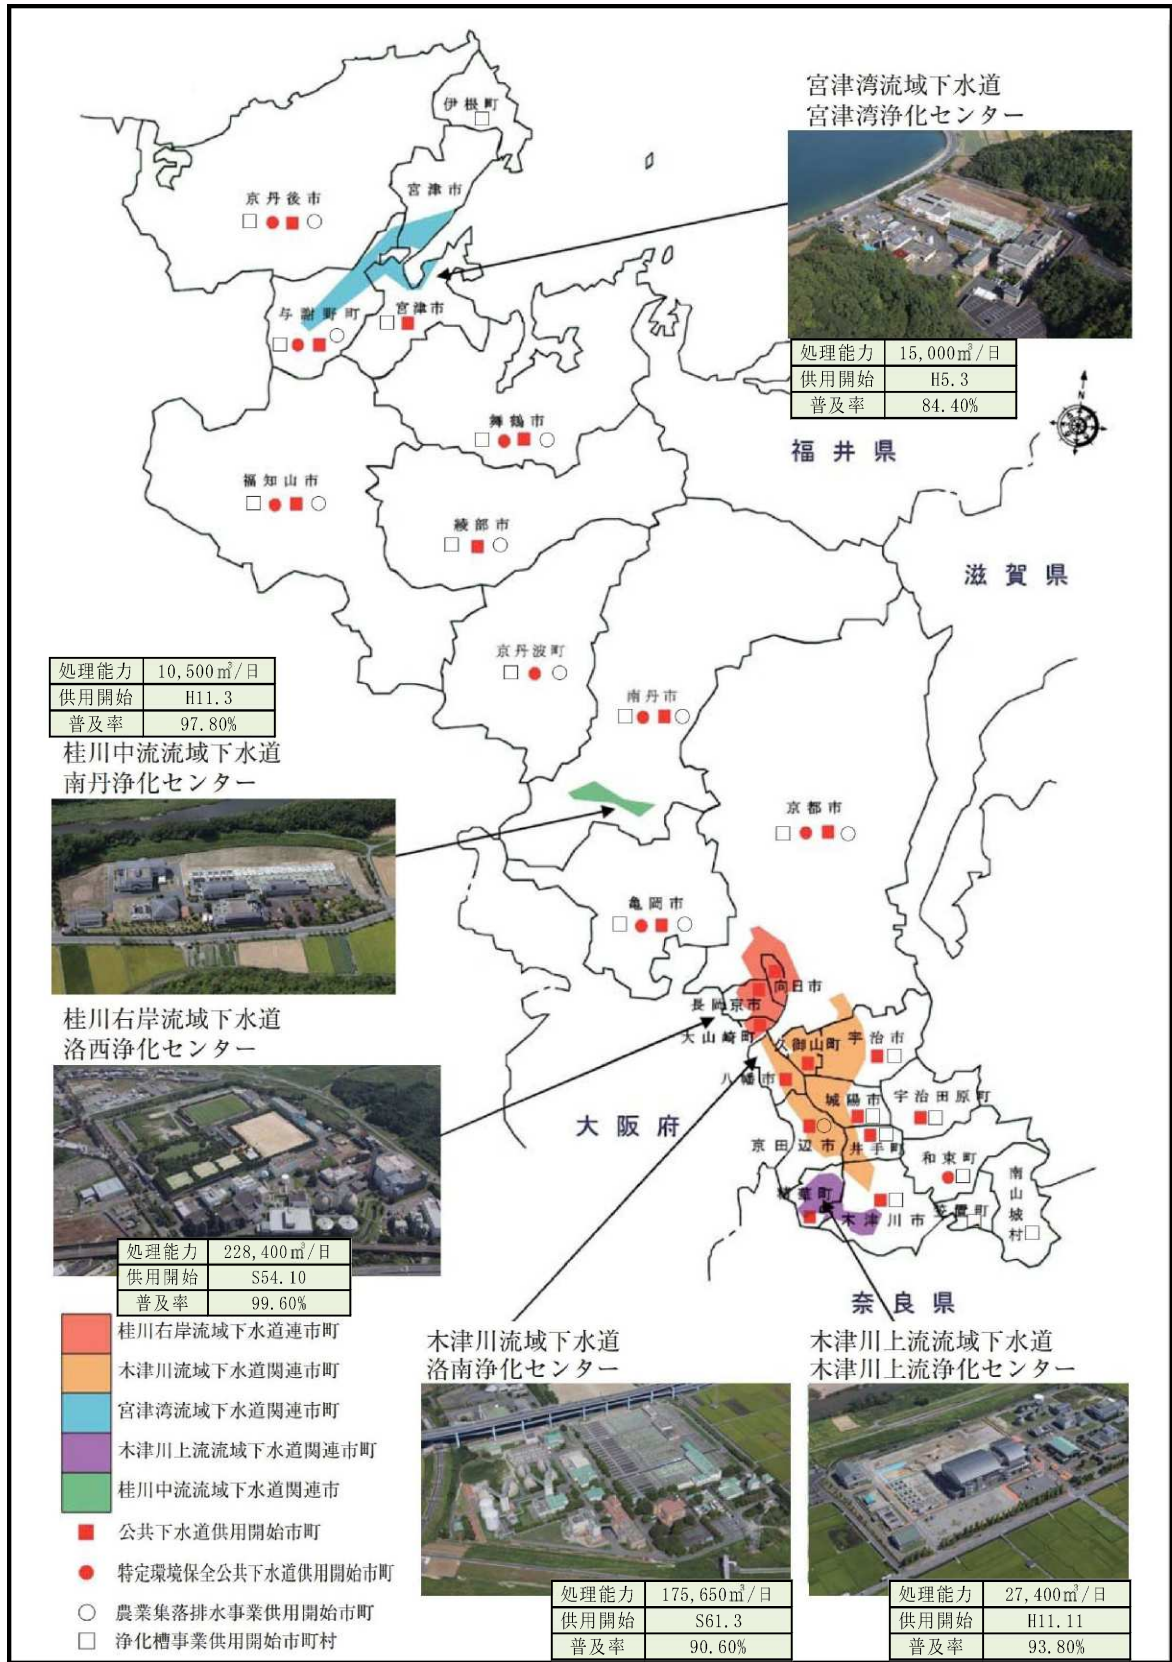 宮津湾流域下水道
宮津湾浄化センター
処理能力 15,000㎥/日
供用開始 H5.3
普及率 84.40%
伊根町
宮津市
京丹後市
与謝野町
宮津市
舞鶴市
福知山市
綾部市
N
福井県
滋賀県
京丹波町
南丹市
京都市
亀岡市
処理能力 10,500㎥/日
供用開始 H11.3
普及率 97.80%
桂川中流流域下水道
南丹浄化センター
桂川右岸流域下水道
洛西浄化センター
処理能力 228,400㎥/日
供用開始 S54.10
普及率 99.60%
向日市
長岡京市
大山崎町
久御山町
宇治市
八幡市
城陽市
宇治田原町
京田辺市
井手町
和束町
南山城村
精華町
木津川市
笠置町
大阪府
奈良県
桂川右岸流域下水道連市町
木津川流域下水道関連市町
宮津湾流域下水道関連市町
木津川上流流域下水道関連市町
桂川中流流域下水道関連市
公共下水道供用開始市町
特定環境保全公共下水道供用開始市町
農業集落排水事業供用開始市町
浄化槽事業供用開始市町村
木津川流域下水道
洛南浄化センター
処理能力 175,650㎥/日
供用開始 S61.3
普及率 90.60%
木津川上流流域下水道
木津川上流浄化センター
処理能力 27,400㎥/日
供用開始 H11.11
普及率 93.80%